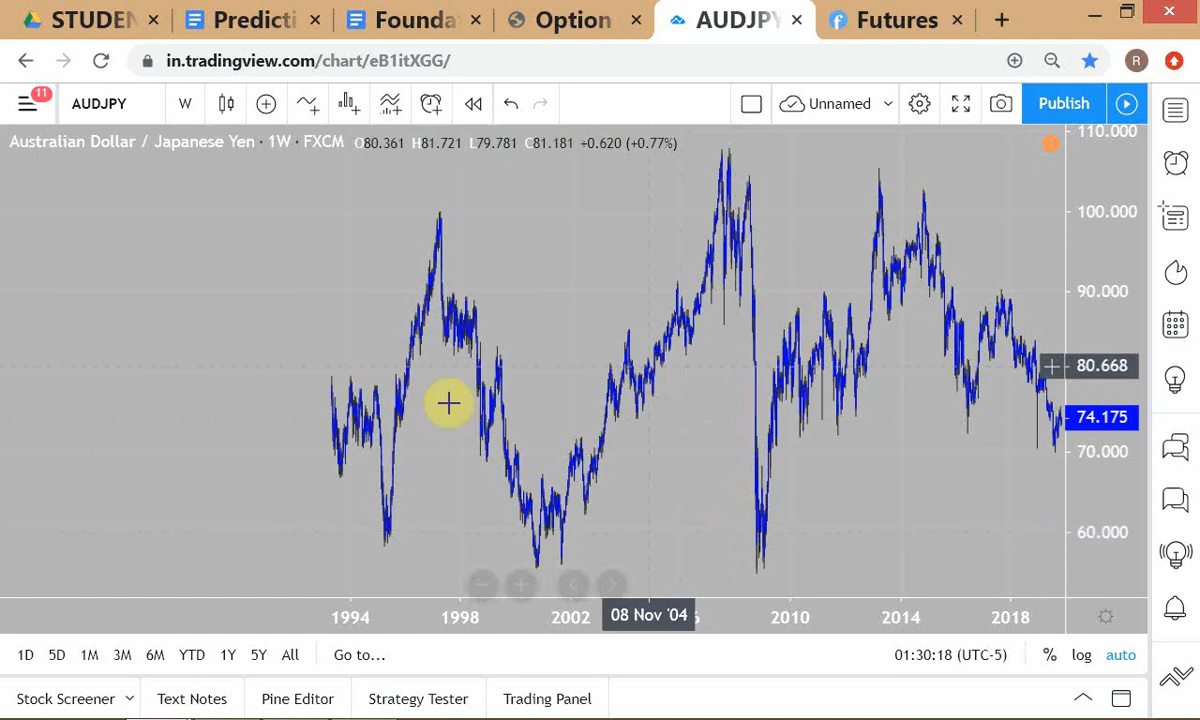 STUDEN
Predicti
Founda
Option
AUDJPY
Futures
in.tradingview.com/chart/eB1itXGG/
R
11
AUDJPY
W
Unnamed
Publish
Australian Dollar / Japanese Yen · 1W · FXCM O80.361 H81.721 L79.781 C81.181 +0.620 (+0.77%)
110.000
100.000
90.000
80.668
74.175
70.000
60.000
1994
1998
2002
08 Nov '04
2010
2014
2018
1D 5D 1M 3M 6M YTD 1Y 5Y All Go to...
01:30:18 (UTC-5) % log auto
Stock Screener Text Notes Pine Editor Strategy Tester Trading Panel